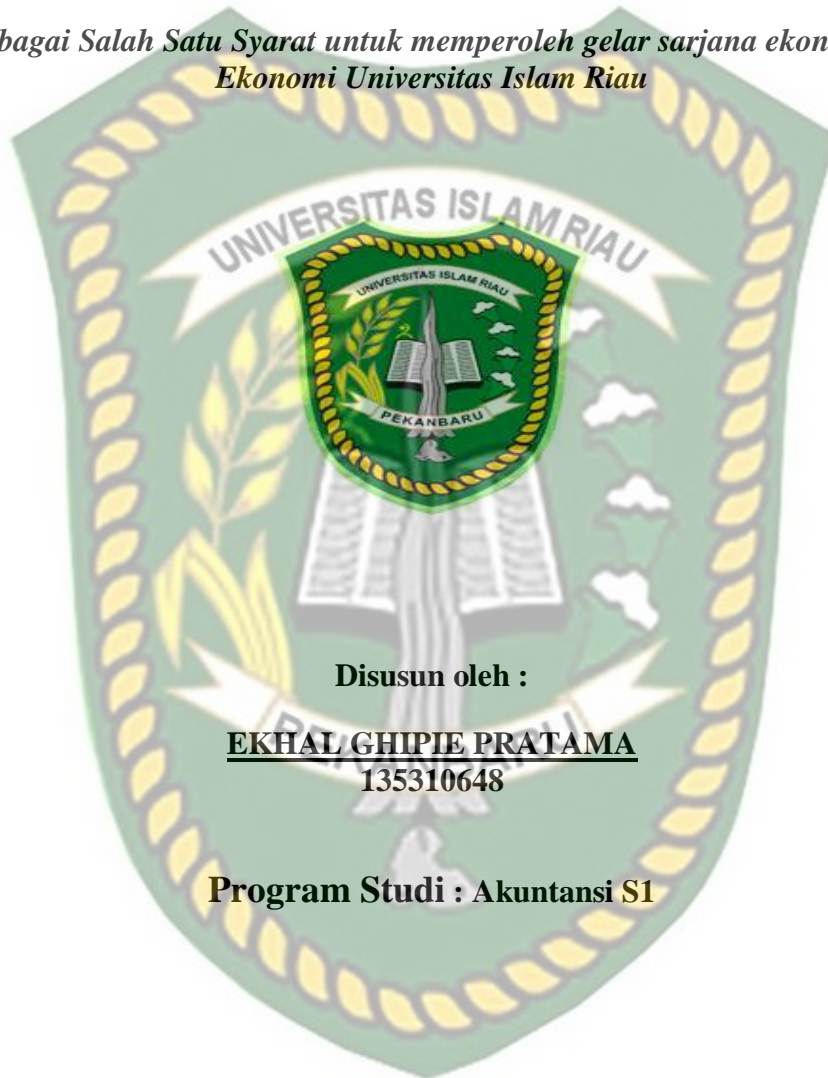 bagai Salah Satu Syarat untuk memperoleh gelar sarjana ekon
Ekonomi Universitas Islam Riau
UNIVERSITAS ISLAM RIAU
UNIVERSITAS ISLAM RIAU
PEKANBARU
Disusun oleh :
EKHAL GHIPIE PRATAMA
PEKANBARU
135310648
Program Studi : Akuntansi S1